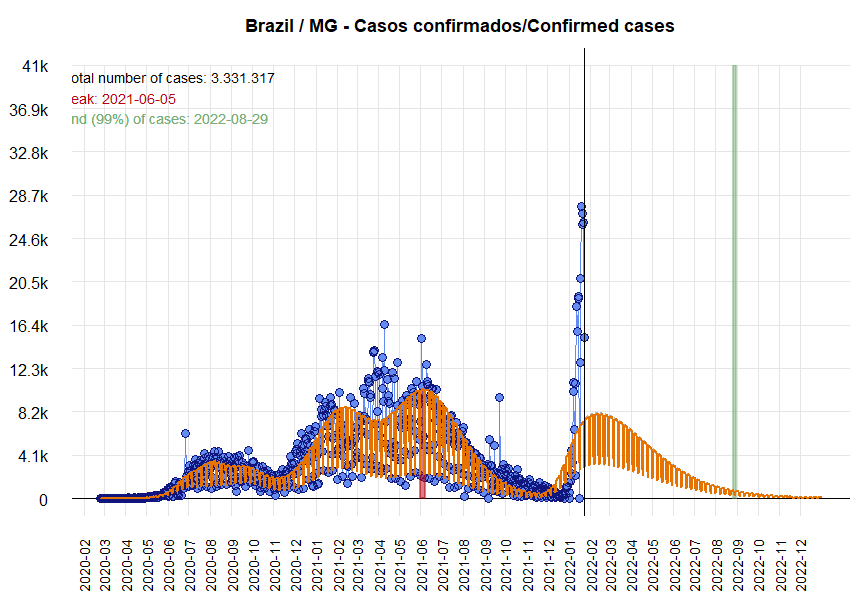 Brazil / MG - Casos confirmados/Confirmed cases
41k
otal number of cases: 3.331.317
eak: 2021-06-05
nd (99%) of cases: 2022-08-29
36.9k
32.8k
28.7k
24.6k
20.5k
16.4k
12.3k
8.2k
4.1k
0
2020-02
2020-03
2020-04
2020-05
2020-06
2020-07
2020-08
2020-09
2020-10
2020-11
2020-12
2021-01
2021-02
2021-03
2021-04
2021-05
2021-06
2021-07
2021-08
2021-09
2021-10
2021-11
2021-12
2022-01
2022-02
2022-03
2022-04
2022-05
2022-06
2022-07
2022-08
2022-09
2022-10
2022-11
2022-12